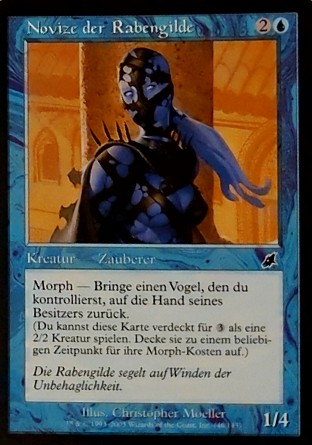 Novize der Rabengilde 2
Kreatur Zauberer
Morph — Bringe einen Vogel, den du
kontrollierst, auf die Hand seines
Besitzers zurück.
(Du kannst diese Karte verdeckt für 3 als eine
2/2 Kreatur spielen. Decke sie zu einem beliebi-
gen Zeitpunkt für ihre Morph-Kosten auf.)
Die Rabengilde segelt auf Winden der
Unbehaglichkeit.
Illus. Christopher Moeller
1/4